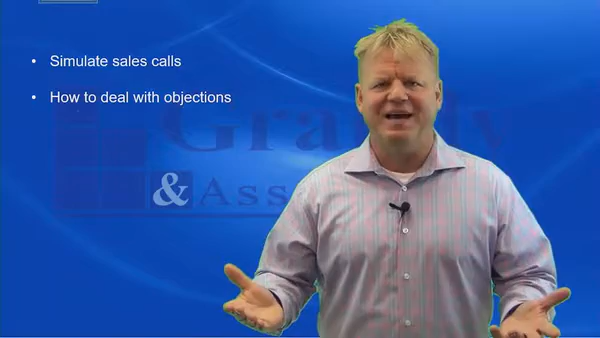 • Simulate sales calls
• How to deal with objections
&